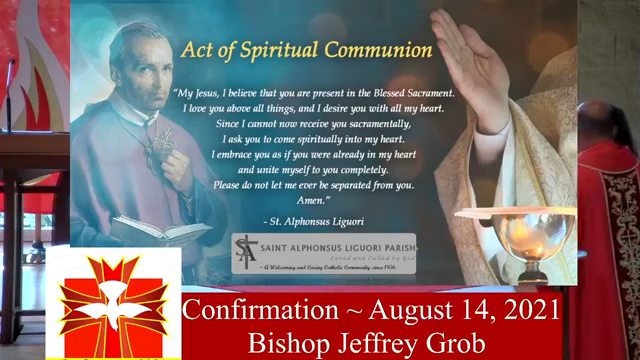 Act of Spiritual Communion
"My Jesus, I believe that you are present in the Blessed Sacrament.
I love you above all things, and I desire you with all my heart.
Since I cannot now receive you sacramentally,
I ask you to come spiritually into my heart.
I embrace you as if you were already in my heart
and unite myself to you completely.
Please do not let me ever be separated from you.
Amen."
- St. Alphonsus Liguori
SAINT ALPHONSUS LIGUORI PARISH
Loved and Called by God
~ A Welcoming and Caring Catholic Community since 1956
Confirmation ~ August 14, 2021
Bishop Jeffrey Grob